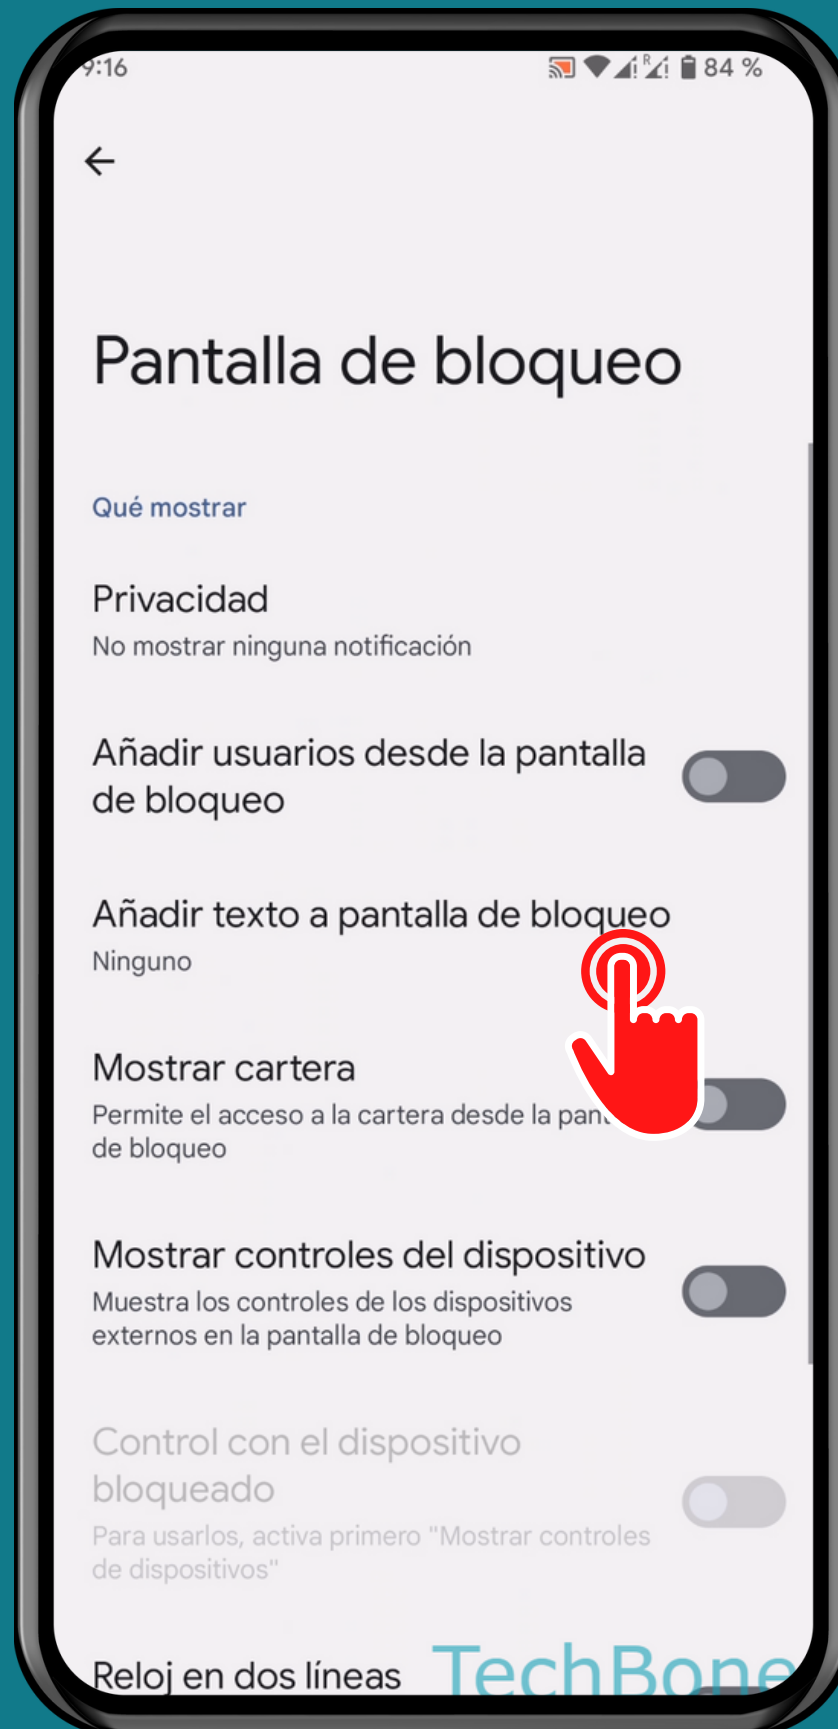 9:16
R
84 %
Pantalla de bloqueo
Qué mostrar
Privacidad
No mostrar ninguna notificación
Añadir usuarios desde la pantalla
de bloqueo
Añadir texto a pantalla de bloqueo
Ninguno
Mostrar cartera
Permite el acceso a la cartera desde la
de bloqueo
Mostrar controles del dispositivo
Muestra los controles de los dispositivos
externos en la pantalla de bloqueo
Control con el dispositivo
bloqueado
Para usarlos, activa primero "Mostrar controles
de dispositivos"
Reloj en dos líneas
TechBone